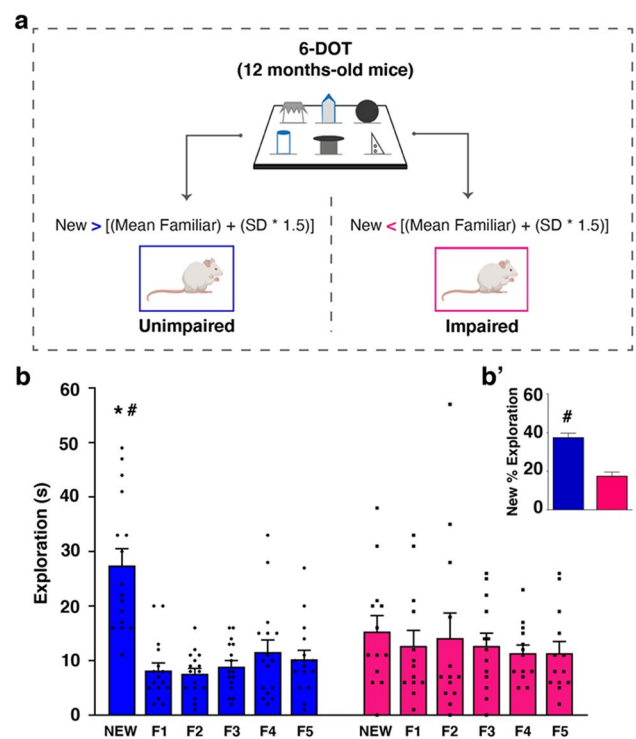 a
6-DOT
(12 months-old mice)
New > [(Mean Familiar) + (SD * 1.5)]
New < [(Mean Familiar) + (SD * 1.5)]
Unimpaired
Impaired
b
60
50
40
30
20
10
0
Exploration (s)
* #
NEW F1 F2 F3 F4 F5
NEW F1 F2 F3 F4 F5
b'
60
40
20
0
New % Exploration
#